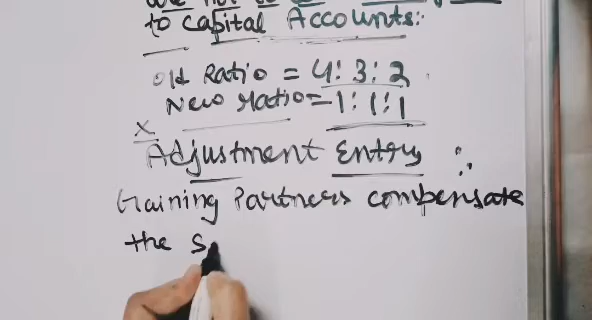 to capital Accounts:
Old Ratio = 4:3:2
New Ratio = 1:1:1
x
Adjustment Entry :
Gaining Partners compensate
the s